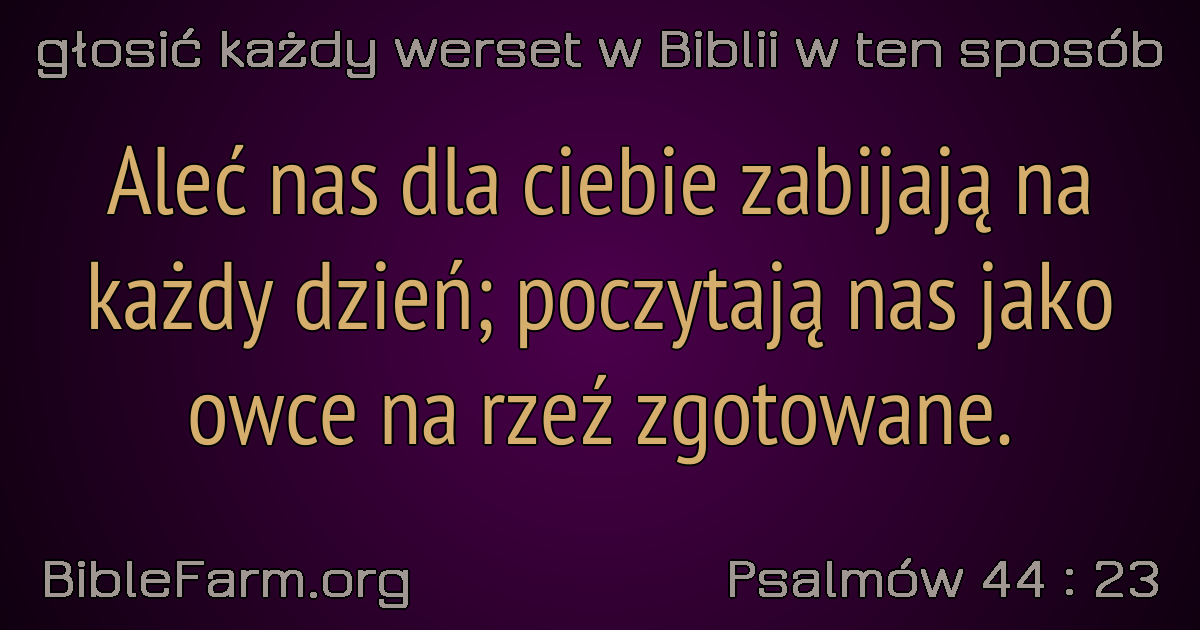 głosić każdy werset w Biblii w ten sposób
Aleć nas dla ciebie zabijają na
każdy dzień; poczytają nas jako
owce na rzeź zgotowane.
BibleFarm.org
Psalmów 44 : 23